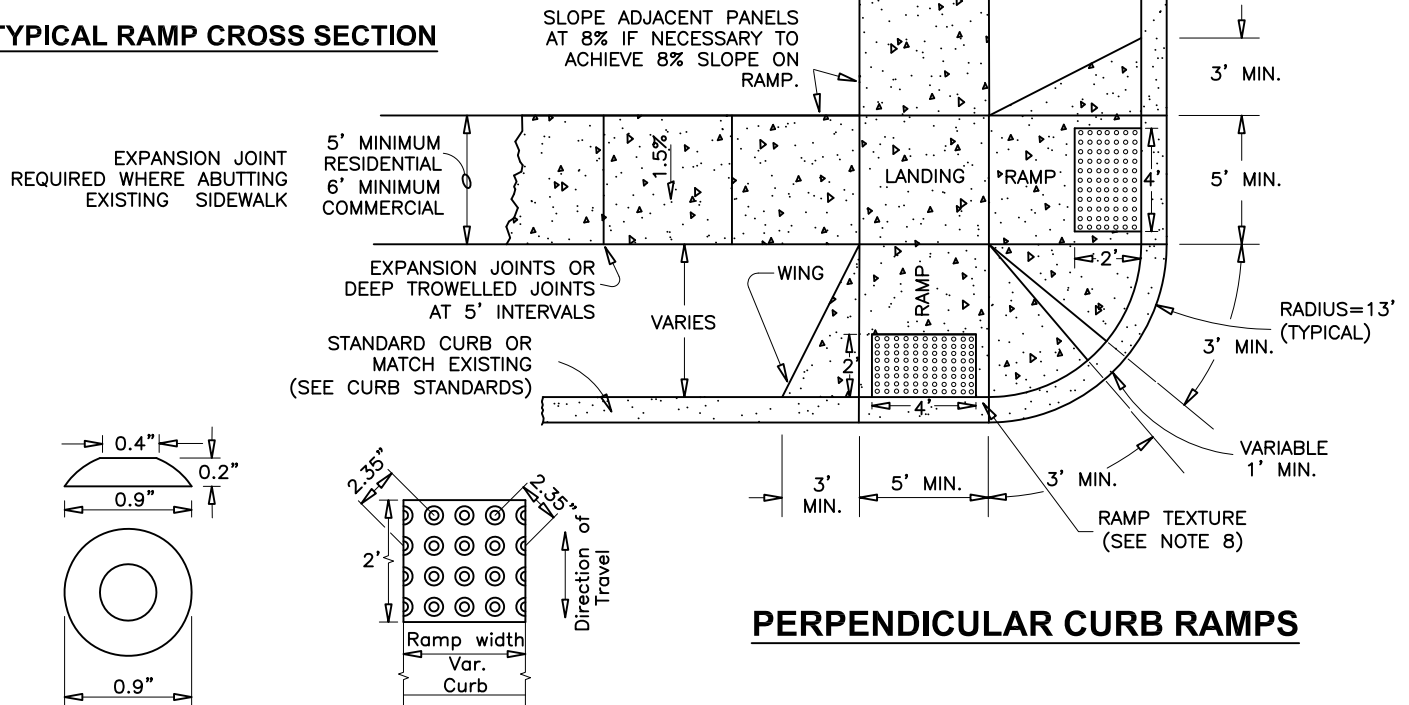 TYPICAL RAMP CROSS SECTION
SLOPE ADJACENT PANELS
AT 8% IF NECESSARY TO
ACHIEVE 8% SLOPE ON
RAMP.
3' MIN.
EXPANSION JOINT
REQUIRED WHERE ABUTTING
EXISTING SIDEWALK
5' MINIMUM
RESIDENTIAL
6' MINIMUM
COMMERCIAL
1.5%
LANDING
RAMP
4'
5' MIN.
2'
EXPANSION JOINTS OR
DEEP TROWELLED JOINTS
AT 5' INTERVALS
WING
RAMP
VARIES
RADIUS=13'
(TYPICAL)
3' MIN.
STANDARD CURB OR
MATCH EXISTING
(SEE CURB STANDARDS)
2'
4'
VARIABLE
1' MIN.
3' MIN.
3'
MIN.
5' MIN.
RAMP TEXTURE
(SEE NOTE 8)
0.4"
0.2"
0.9"
0.9"
2.35"
2.35"
2'
Direction of
Travel
Ramp width
Var.
Curb
PERPENDICULAR CURB RAMPS